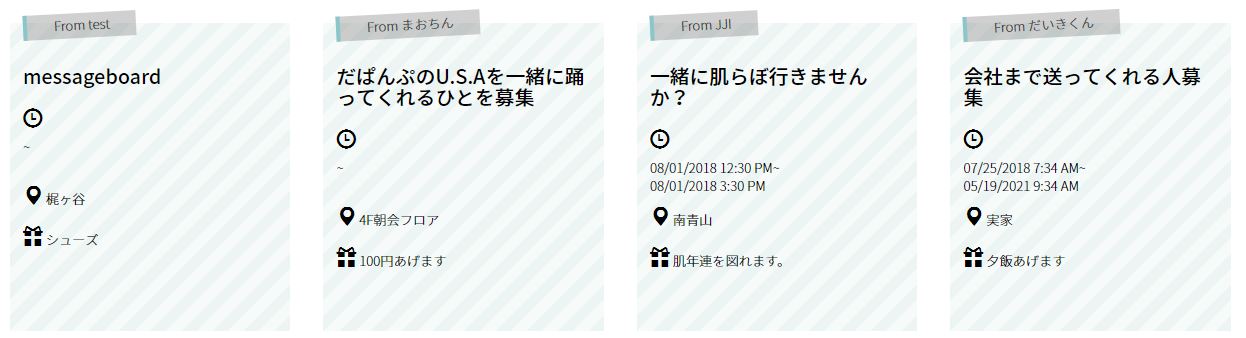 From test
messageboard
~
梶ヶ谷
シューズ
From まおちん
だぱんぷのU.S.Aを一緒に踊
ってくれるひとを募集
~
4F朝会フロア
100円あげます
From JJI
一緒に肌らぼ行きません
か？
08/01/2018 12:30 PM~
08/01/2018 3:30 PM
南青山
肌年連を図れます。
From だいきくん
会社まで送ってくれる人募
集
07/25/2018 7:34 AM~
05/19/2021 9:34 AM
実家
夕飯あげます